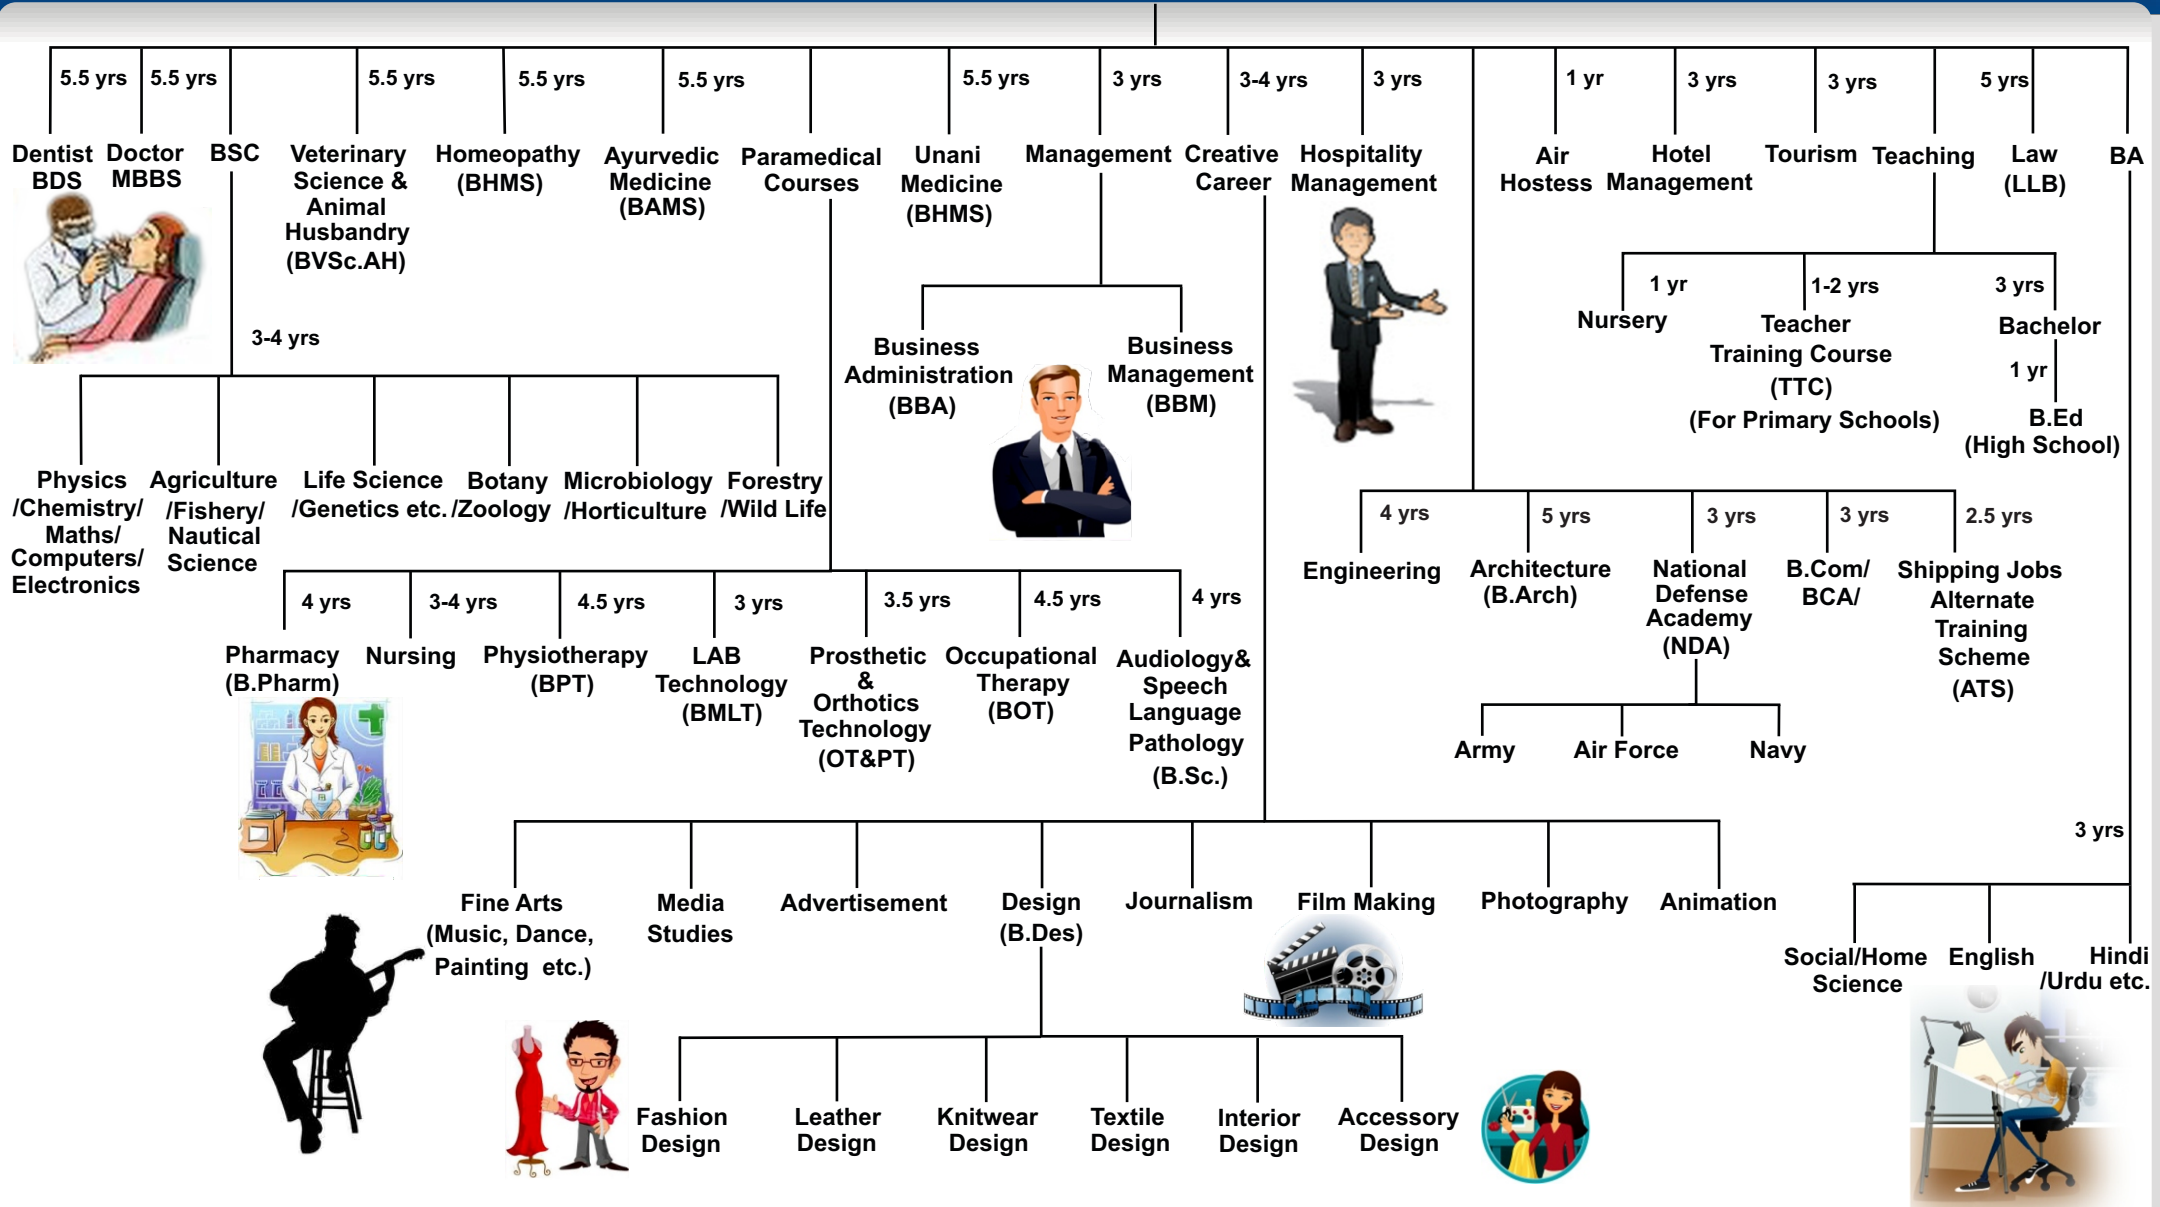 5.5 yrs
5.5 yrs
5.5 yrs
5.5 yrs
5.5 yrs
5.5 yrs
3 yrs
3-4 yrs
3 yrs
1 yr
3 yrs
3 yrs
5 yrs
Dentist
BDS
Doctor
MBBS
BSC
Veterinary
Science &
Animal
Husbandry
(BVSc.AH)
Homeopathy
(BHMS)
Ayurvedic
Medicine
(BAMS)
Paramedical
Courses
Unani
Medicine
(BHMS)
Management
Creative
Career
Hospitality
Management
Air
Hostess
Hotel
Management
Tourism
Teaching
Law
(LLB)
BA
1 yr
1-2 yrs
3 yrs
Nursery
Teacher
Training Course
(TTC)
(For Primary Schools)
Bachelor
1 yr
B.Ed
(High School)
3-4 yrs
Business
Administration
(BBA)
Business
Management
(BBM)
Physics
/Chemistry/
Maths/
Computers/
Electronics
Agriculture
/Fishery/
Nautical
Science
Life Science
/Genetics etc.
Botany
/Zoology
Microbiology
/Horticulture
Forestry
/Wild Life
4 yrs
5 yrs
3 yrs
3 yrs
2.5 yrs
Engineering
Architecture
(B.Arch)
National
Defense
Academy
(NDA)
B.Com/
BCA/
Shipping Jobs
Alternate
Training
Scheme
(ATS)
4 yrs
3-4 yrs
4.5 yrs
3 yrs
3.5 yrs
4.5 yrs
4 yrs
Pharmacy
(B.Pharm)
Nursing
Physiotherapy
(BPT)
LAB
Technology
(BMLT)
Prosthetic
&
Orthotics
Technology
(OT&PT)
Occupational
Therapy
(BOT)
Audiology&
Speech
Language
Pathology
(B.Sc.)
Army
Air Force
Navy
3 yrs
Fine Arts
(Music, Dance,
Painting etc.)
Media
Studies
Advertisement
Design
(B.Des)
Journalism
Film Making
Photography
Animation
Social/Home
Science
English
Hindi
/Urdu etc.
Fashion
Design
Leather
Design
Knitwear
Design
Textile
Design
Interior
Design
Accessory
Design